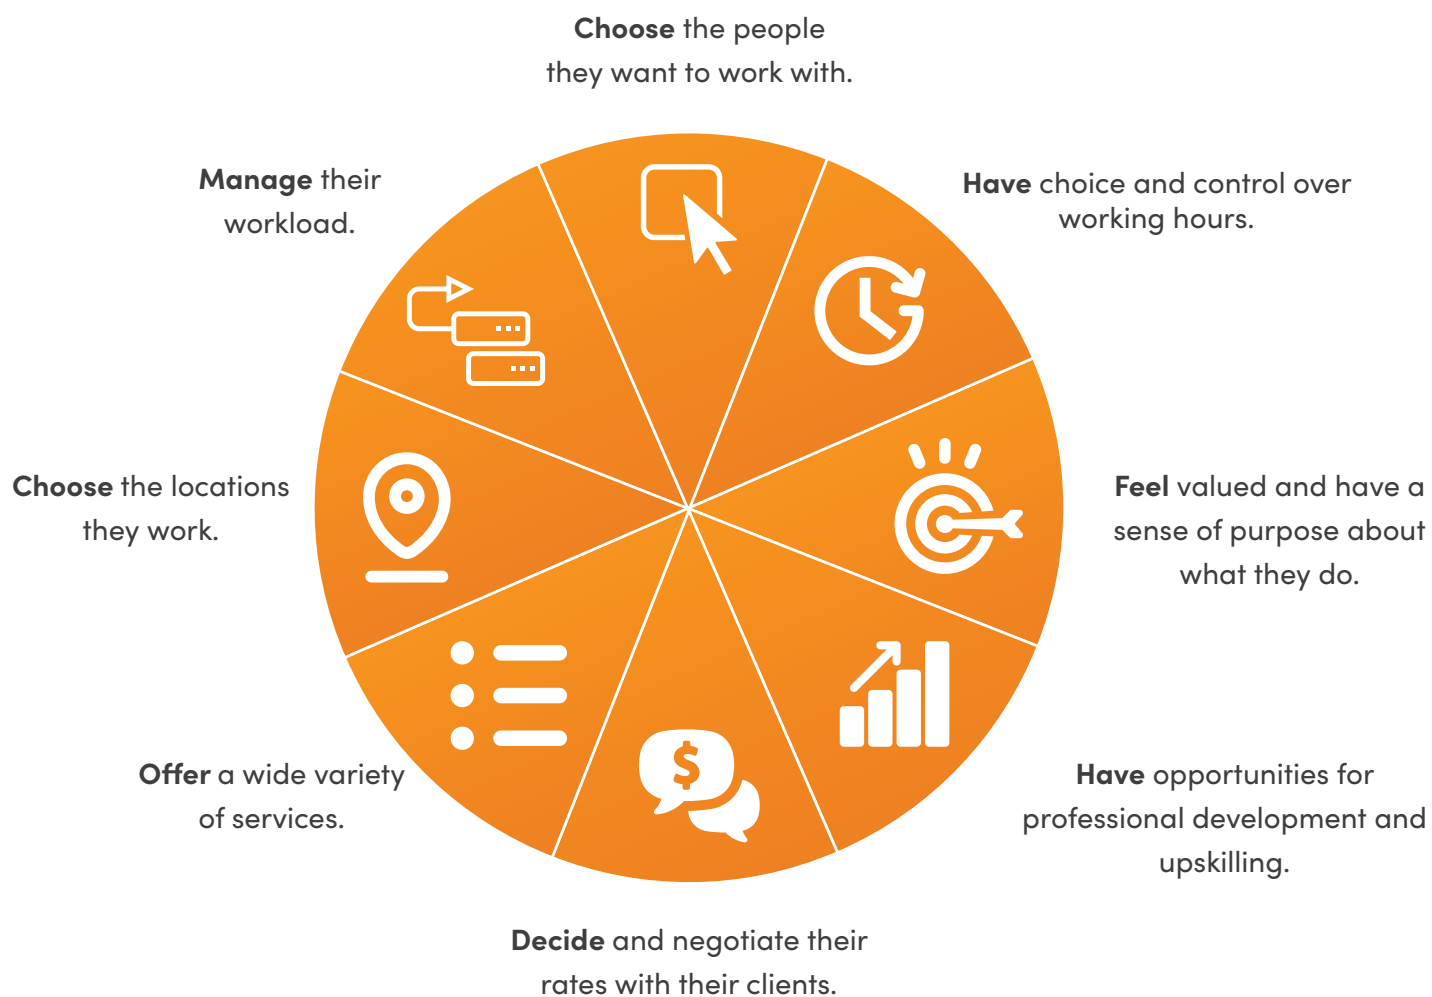 Choose the people
they want to work with.
Have choice and control over
working hours.
Feel valued and have a
sense of purpose about
what they do.
Have opportunities for
professional development and
upskilling.
Decide and negotiate their
rates with their clients.
Offer a wide variety
of services.
Choose the locations
they work.
Manage their
workload.
$